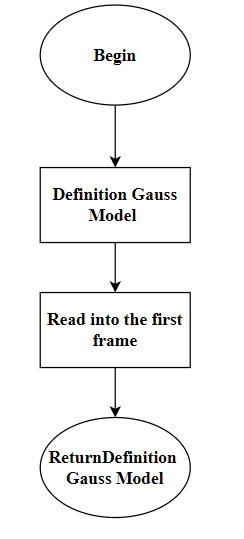 Begin
Definition Gauss
Model
Read into the first
frame
ReturnDefinition
Gauss Model